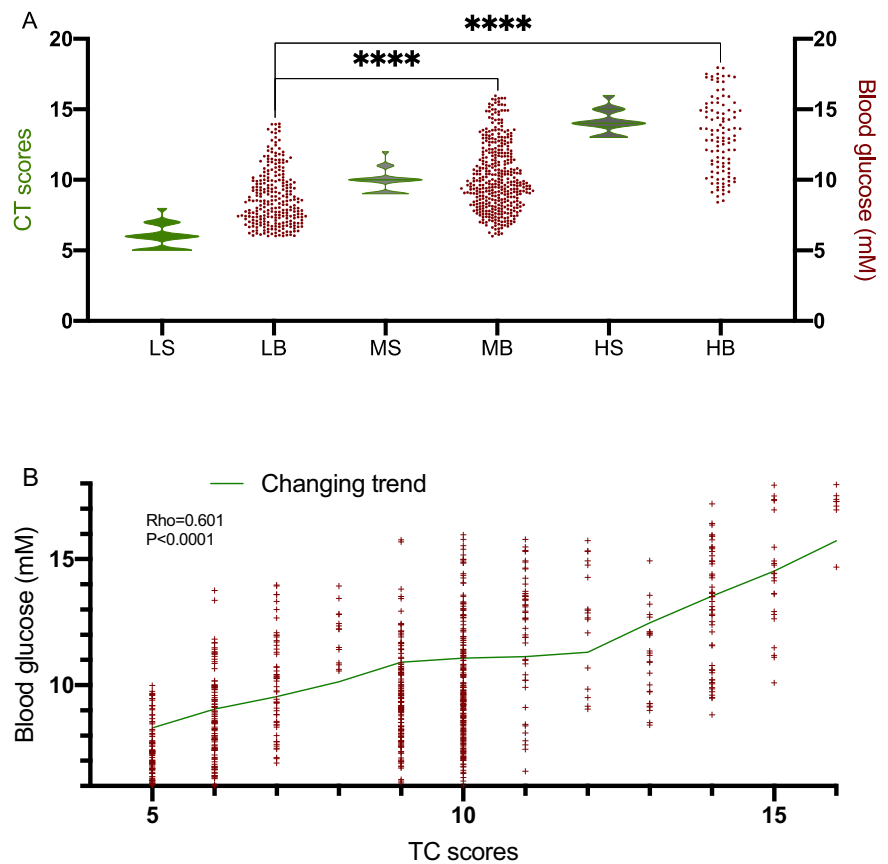 A
**** 
****
20 20
15 15
10 10
5 5
0 0
CT scores
Blood glucose (mM)
LS LB MS MB HS HB
B
Changing trend
Rho=0.601
P<0.0001
15
10
Blood glucose (mM)
5 10 15
TC scores